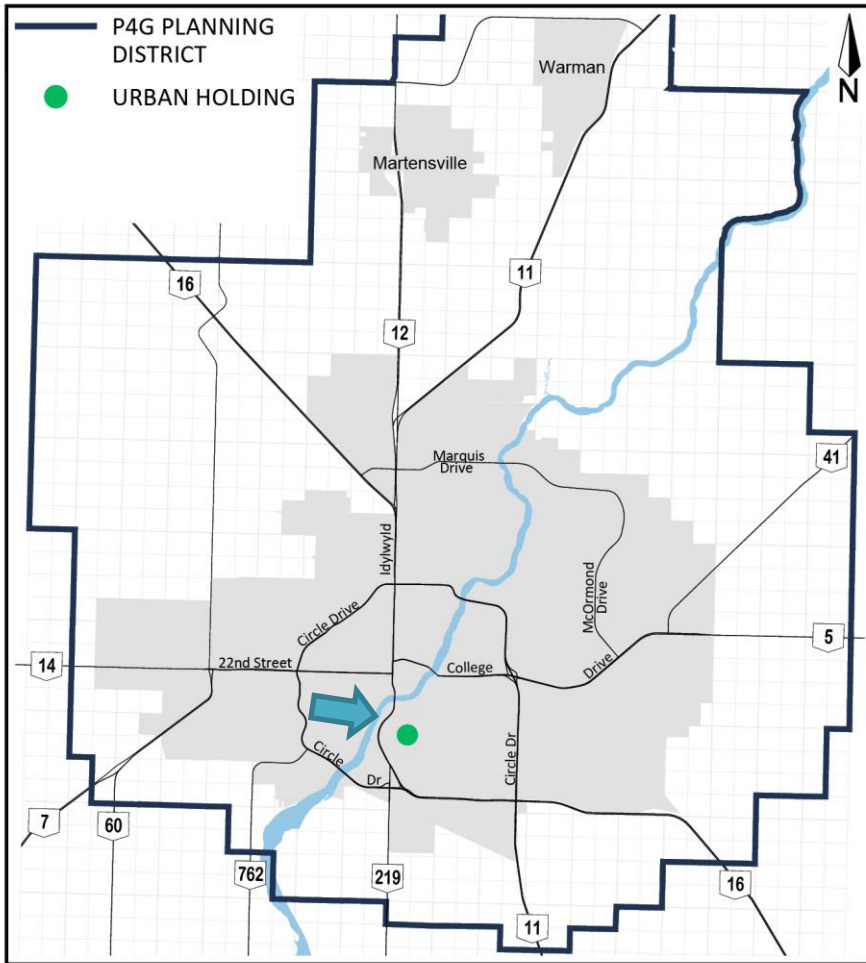 P4G PLANNING
DISTRICT
URBAN HOLDING
N
Warman
Martensville
16
11
12
41
Marquis
Drive
Idylwyld
McOrmond
Drive
Circle Drive
5
14
22nd Street
College
Drive
Circle
Dr
Circle Dr
7
60
762
219
16
11